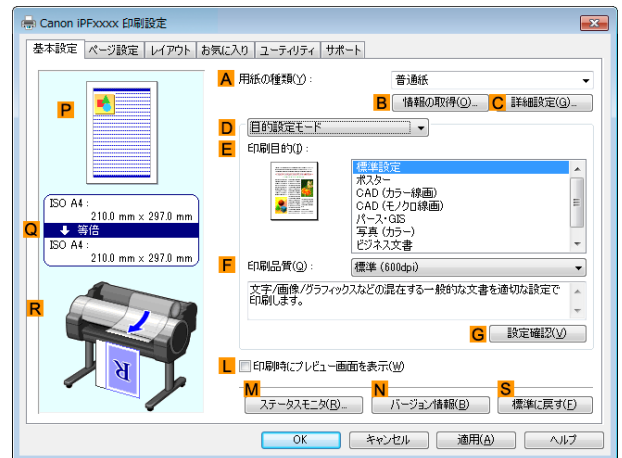 Canon iPFxxxx 印刷設定
基本設定 ページ設定 レイアウト お気に入り ユーティリティ サポート
A 用紙の種類(Y): 普通紙
B 情報の取得(O)... C 詳細設定(G)...
P
D 目的設定モード
E 印刷目的(I):
標準設定
ポスター
CAD (カラー線画)
CAD (モノクロ線画)
パース・GIS
写真 (カラー)
ビジネス文書
ISO A4 :
210.0 mm x 297.0 mm
Q 等倍
ISO A4 :
210.0 mm x 297.0 mm
F 印刷品質(Q): 標準 (600dpi)
文字/画像/グラフィックスなどの混在する一般的な文書を適切な設定で
印刷します。
R
G 設定確認(V)
R
L 印刷時にプレビュー画面を表示(W)
M N S
ステータスモニタ(R)... バージョン情報(B) 標準に戻す(F)
OK キャンセル 適用(A) ヘルプ